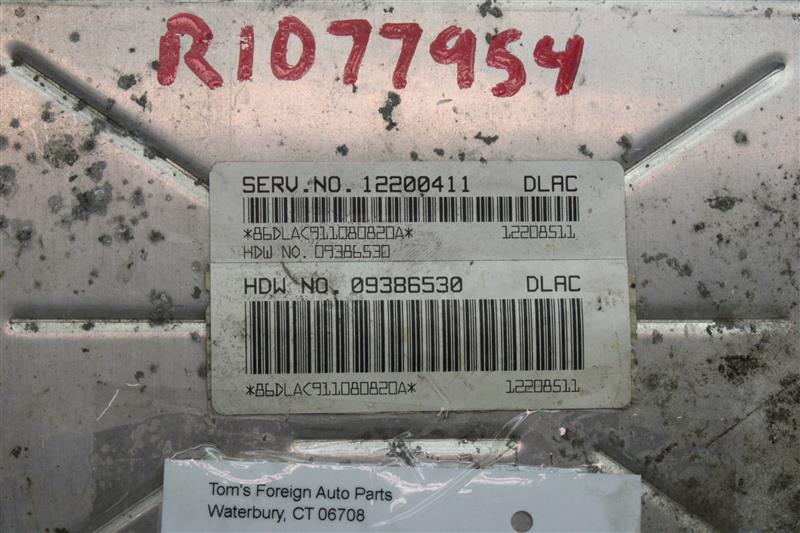 R1077954
SERV.NO. 12200411 DLAC
*86DLAC911080820A* 12208511
HDW NO. 09386530
HDW NO. 09386530 DLAC
*86DLAC911080820A* 12208511
Tom's Foreign Auto Parts
Waterbury, CT 06708